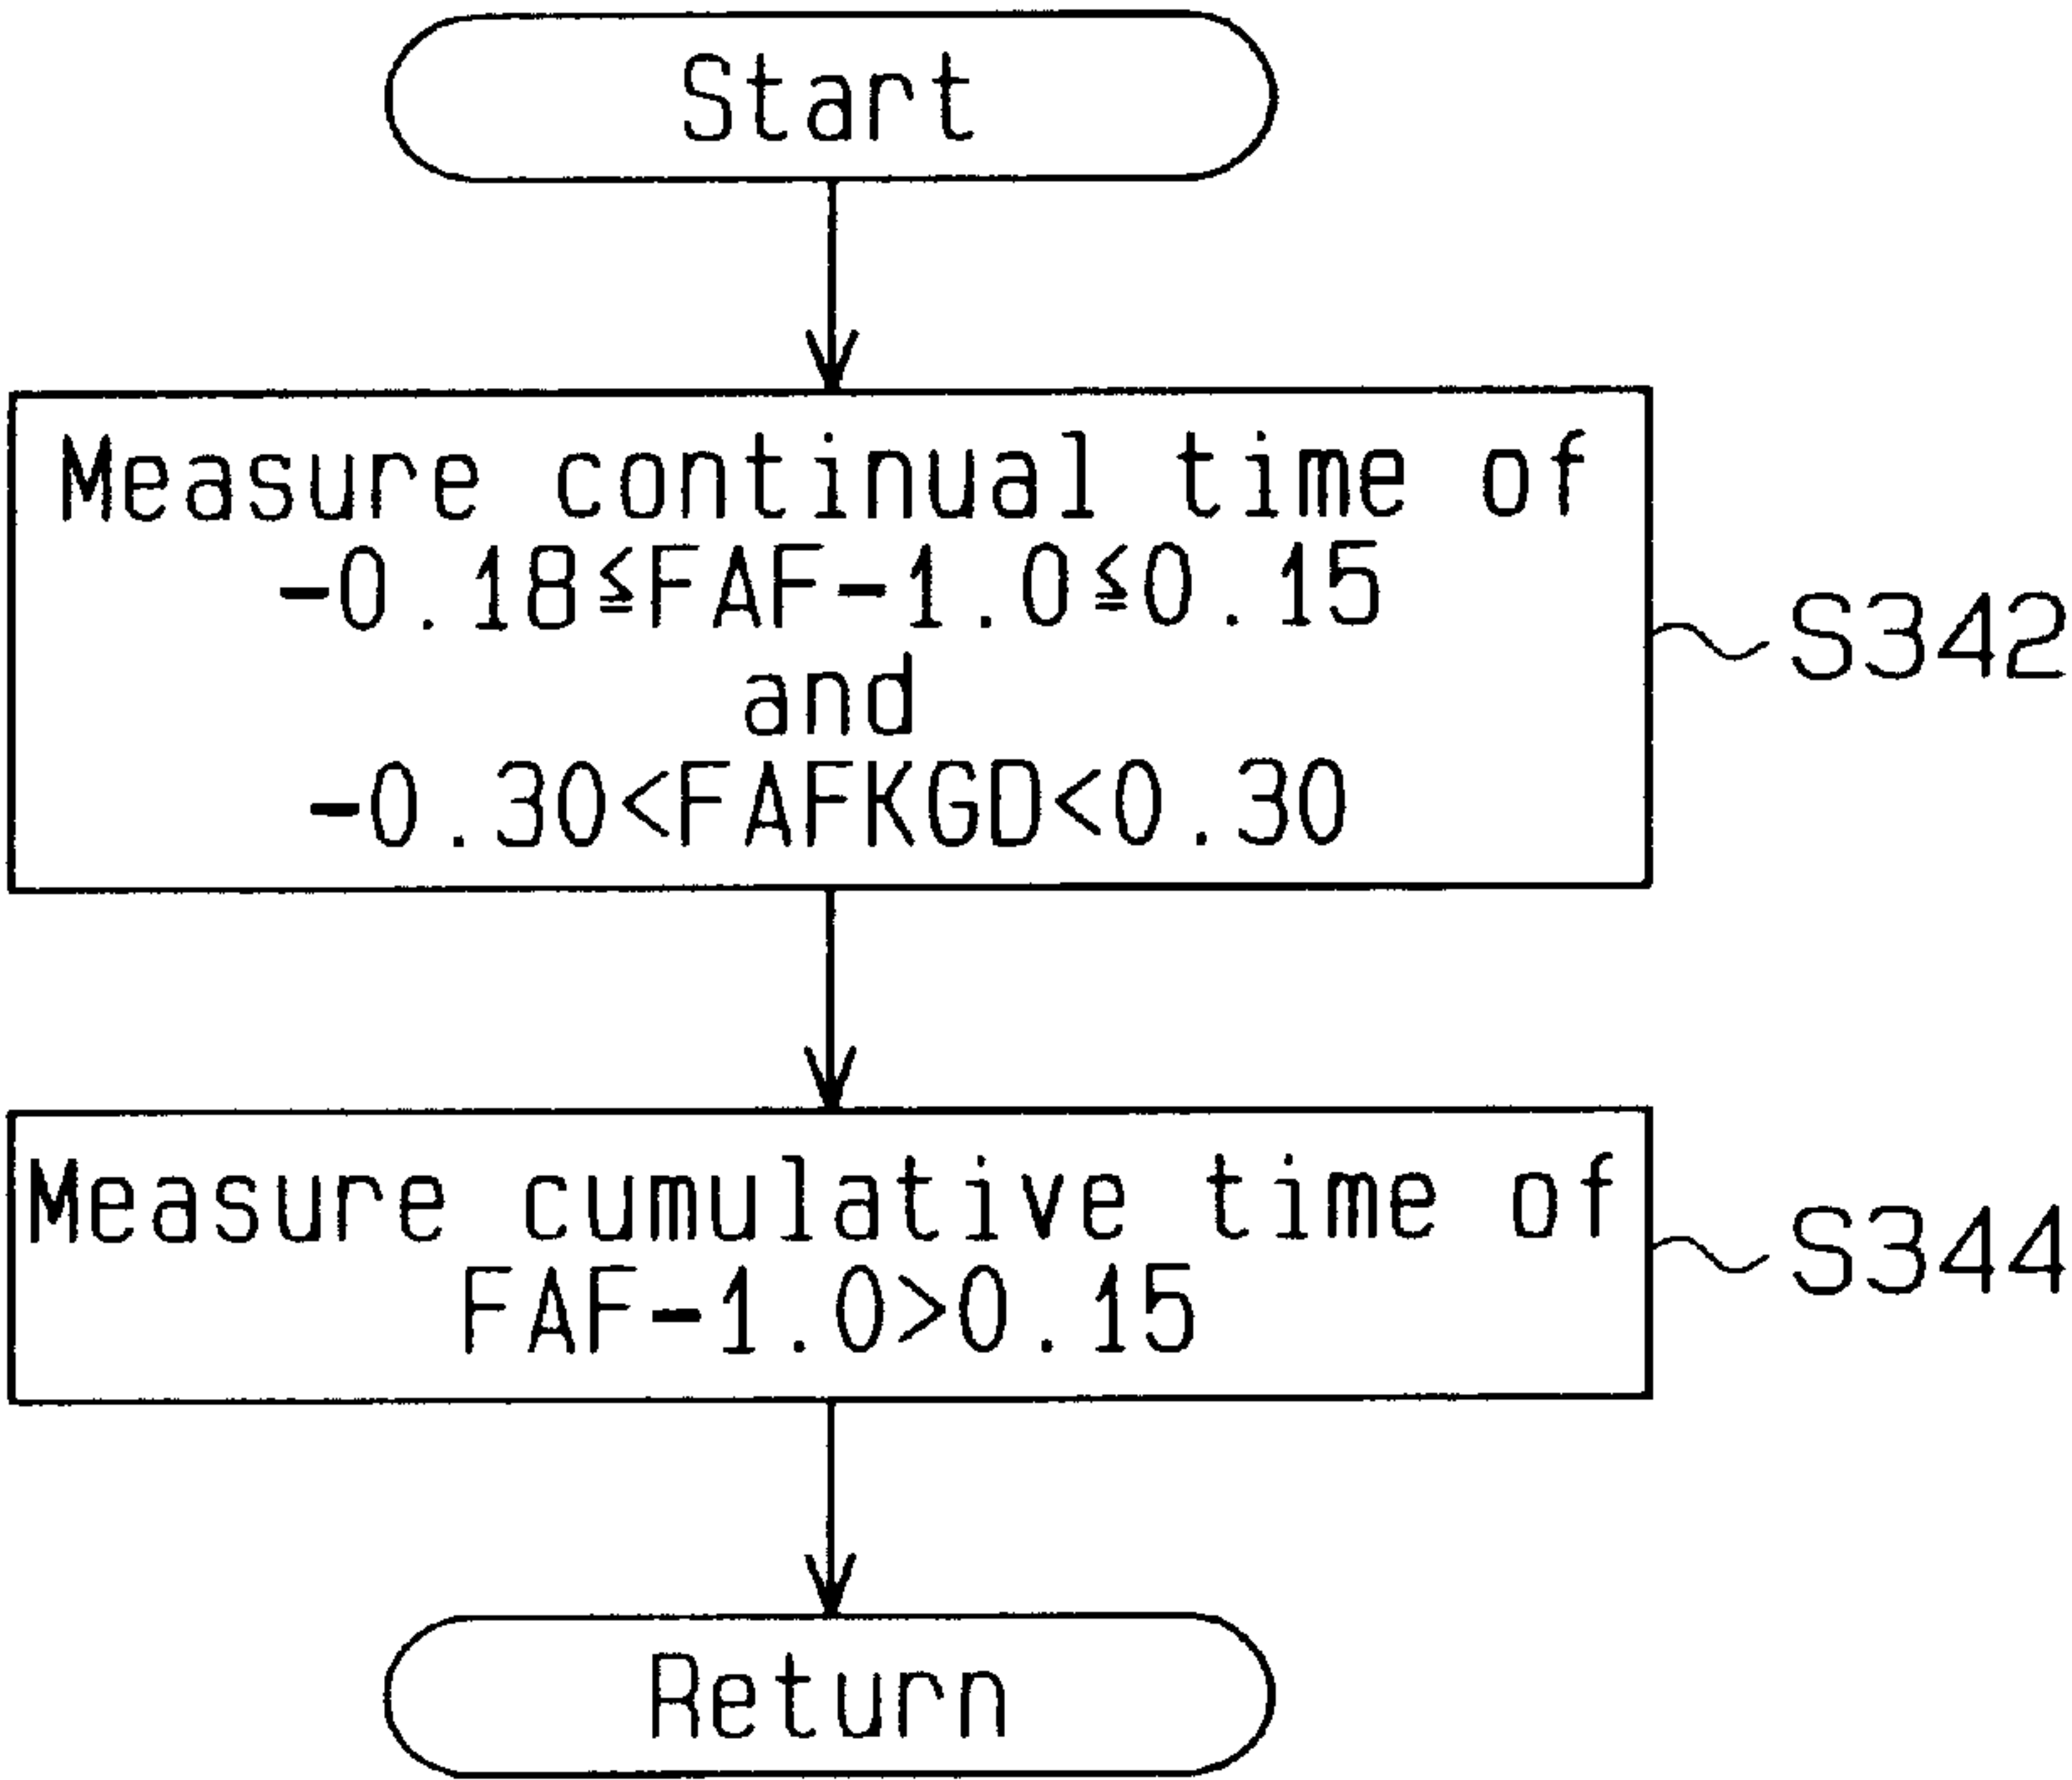 Start
Measure continual time of
-0.18≦FAF-1.0≦0.15
and
-0.30<FAFKGD<0.30
S342
Measure cumulative time of
FAF-1.0>0.15
S344
Return